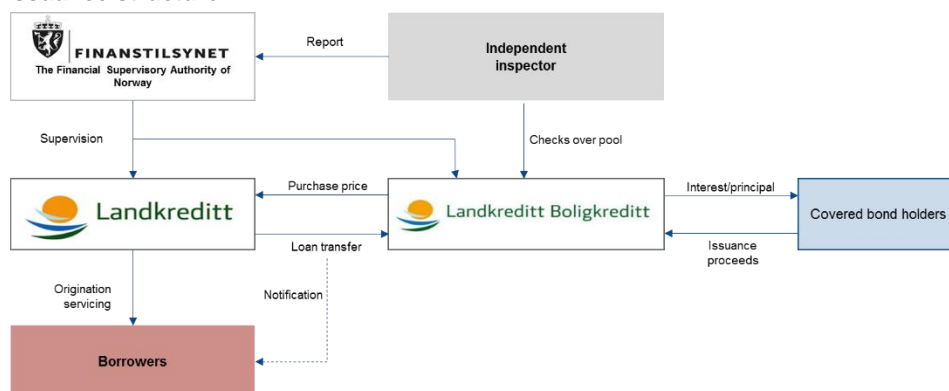 FINANSTILSYNET
The Financial Supervisory Authority of
Norway
Report
Independent
inspector
Supervision
Checks over pool
Landkreditt
Purchase price
Loan transfer
Landkreditt Boligkreditt
Interest/principal
Issuance
proceeds
Covered bond holders
Origination
servicing
Notification
Borrowers